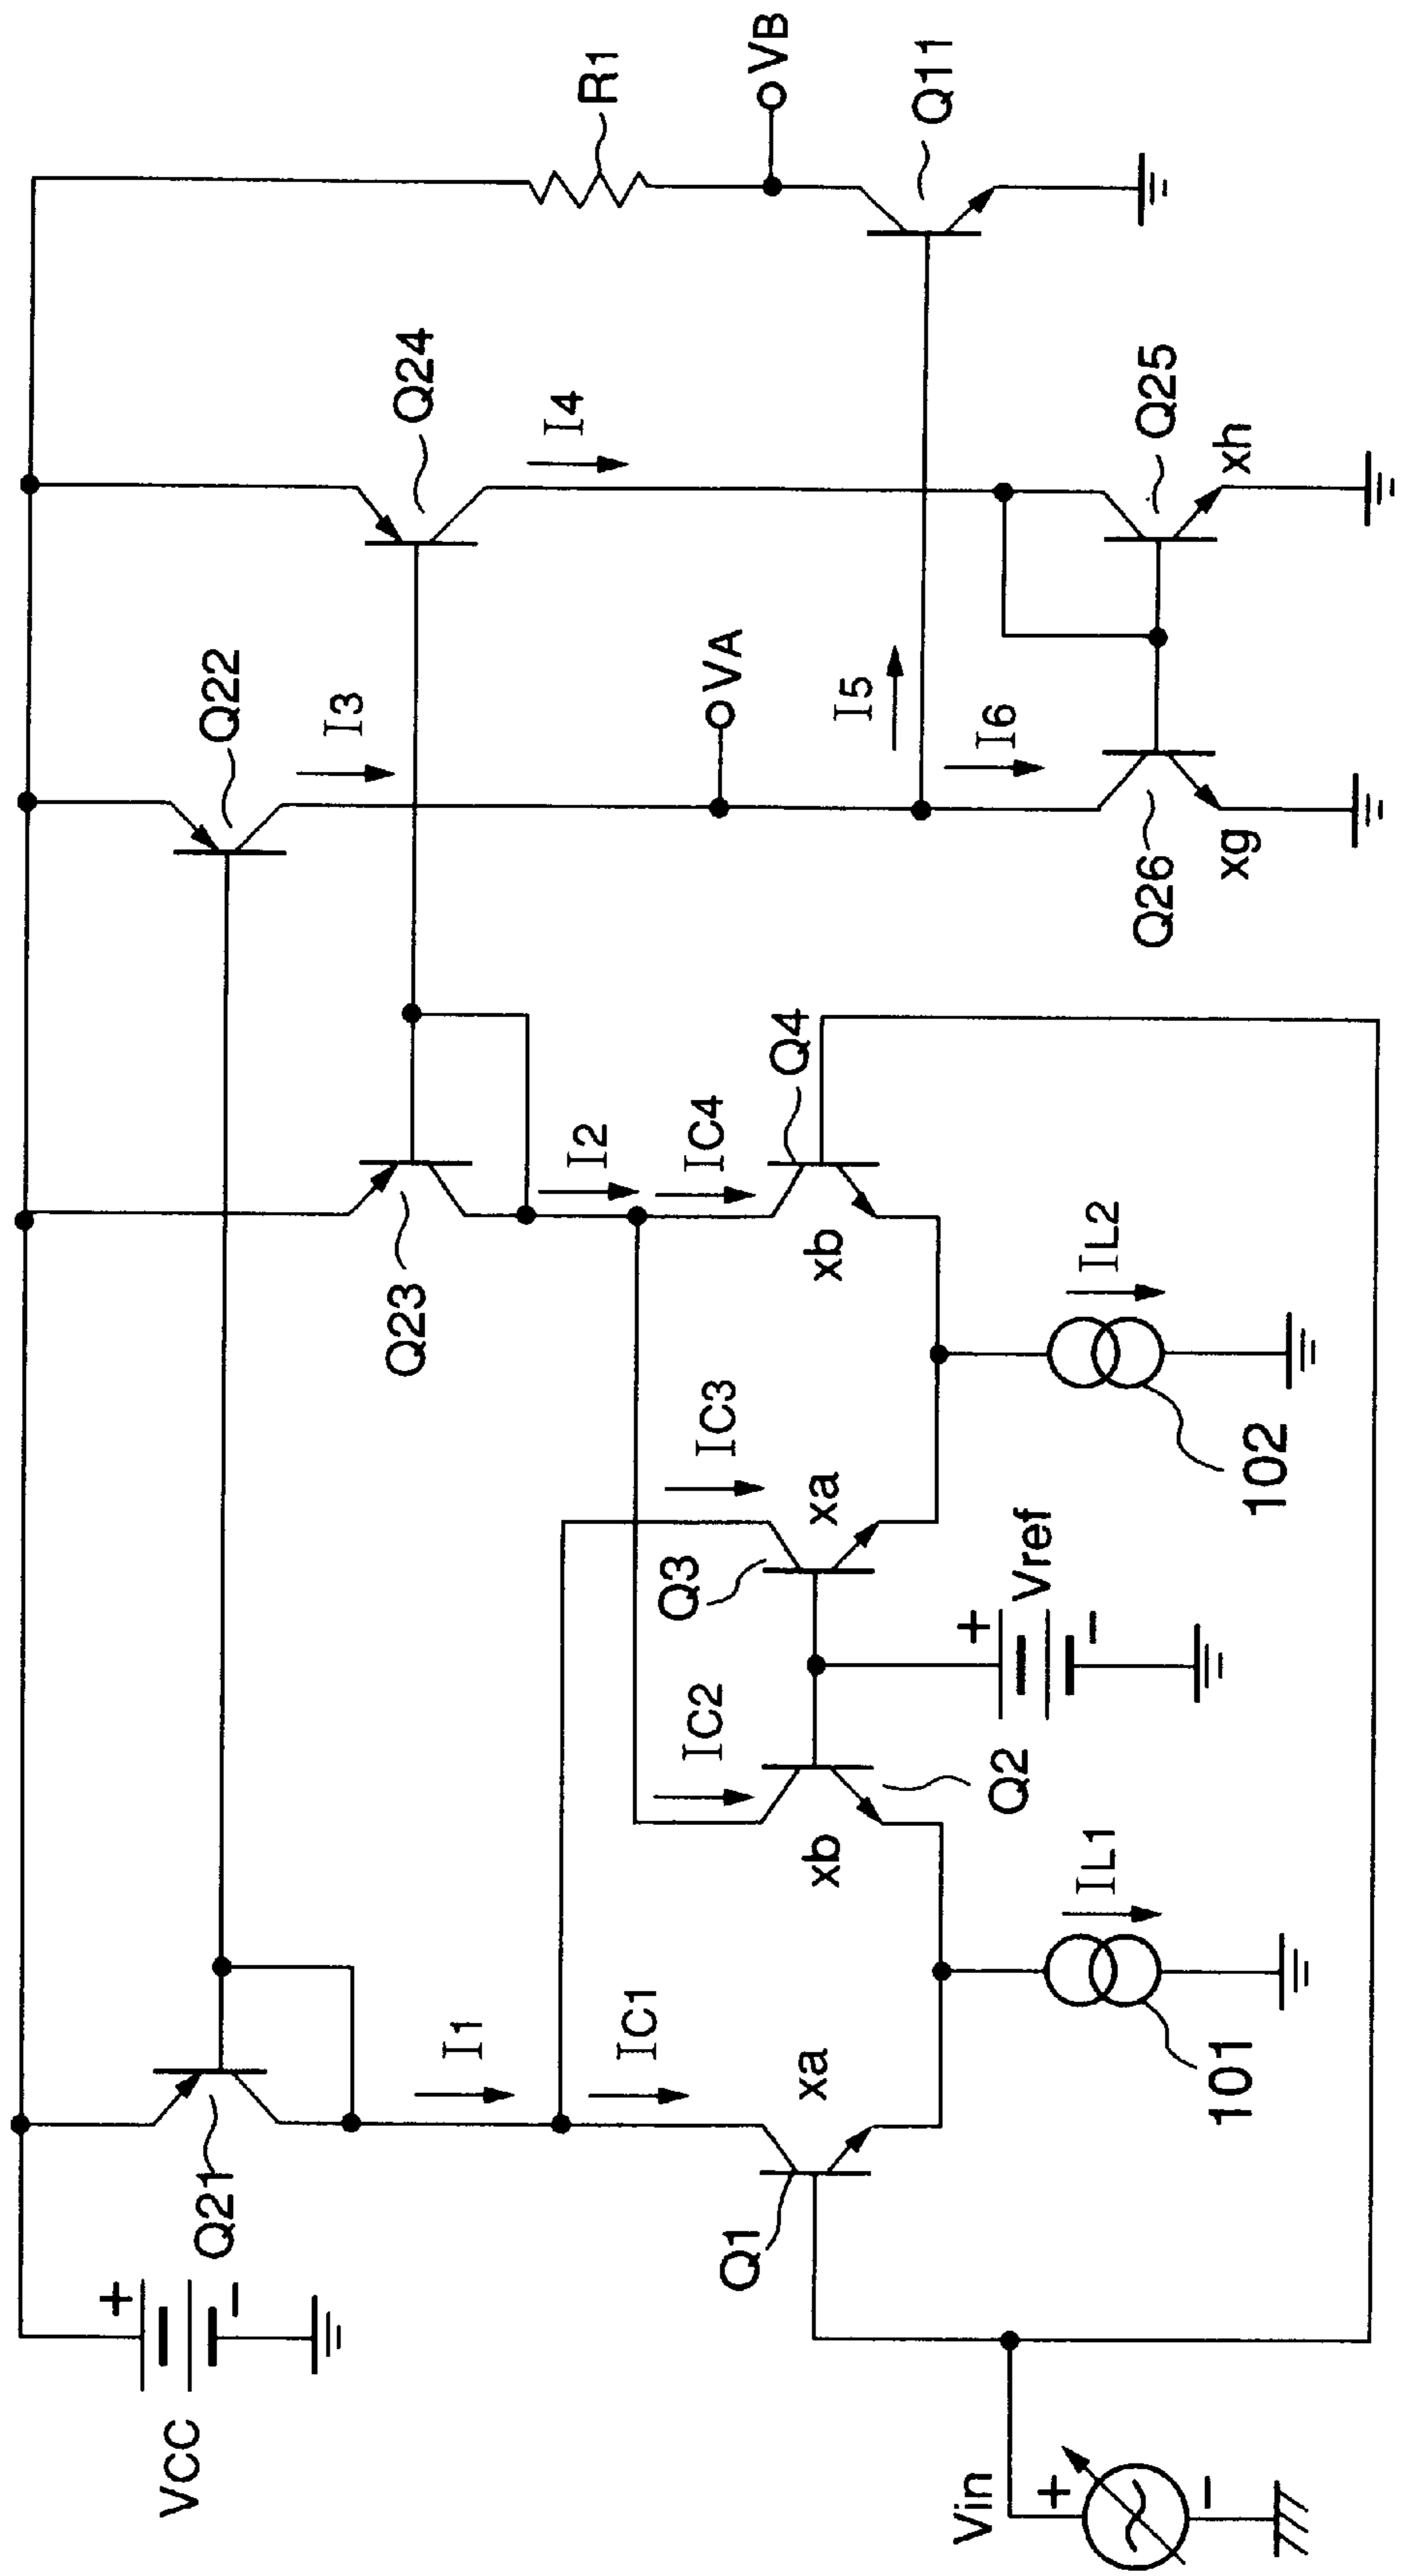 VCC
+
−
Q21
Q22
Q23
Q24
R1
VB
Q11
I3
I4
VA
I5
I6
Q25
xh
Q26
xg
I1
IC1
I2
IC4
Q4
xb
IC3
xa
Q3
IC2
xb
Q2
Vref
+
−
xa
Q1
IL1
101
IL2
102
Vin
+
−